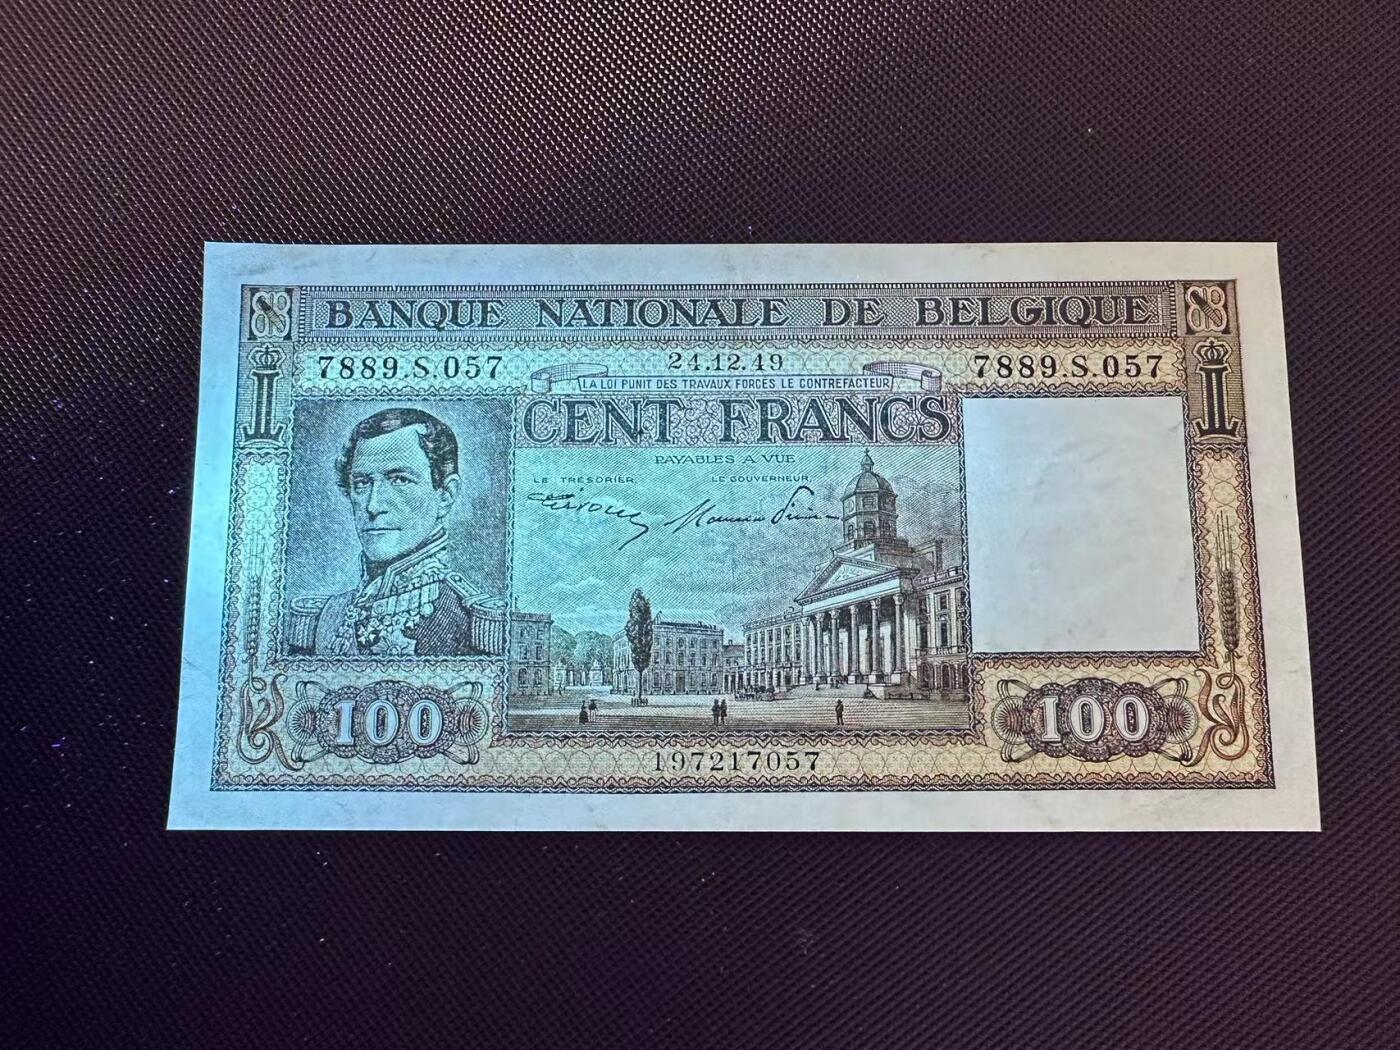 BANQUE NATIONALE DE BELGIQUE
7889.S.057 24.12.49 7889.S.057
LA LOI PUNIT DES TRAVAUX FORCÉS LE CONTREFACTEUR
CENT FRANCS
PAYABLES A VUE
LE TRÉSORIER, LE GOUVERNEUR,
100 100
197217057